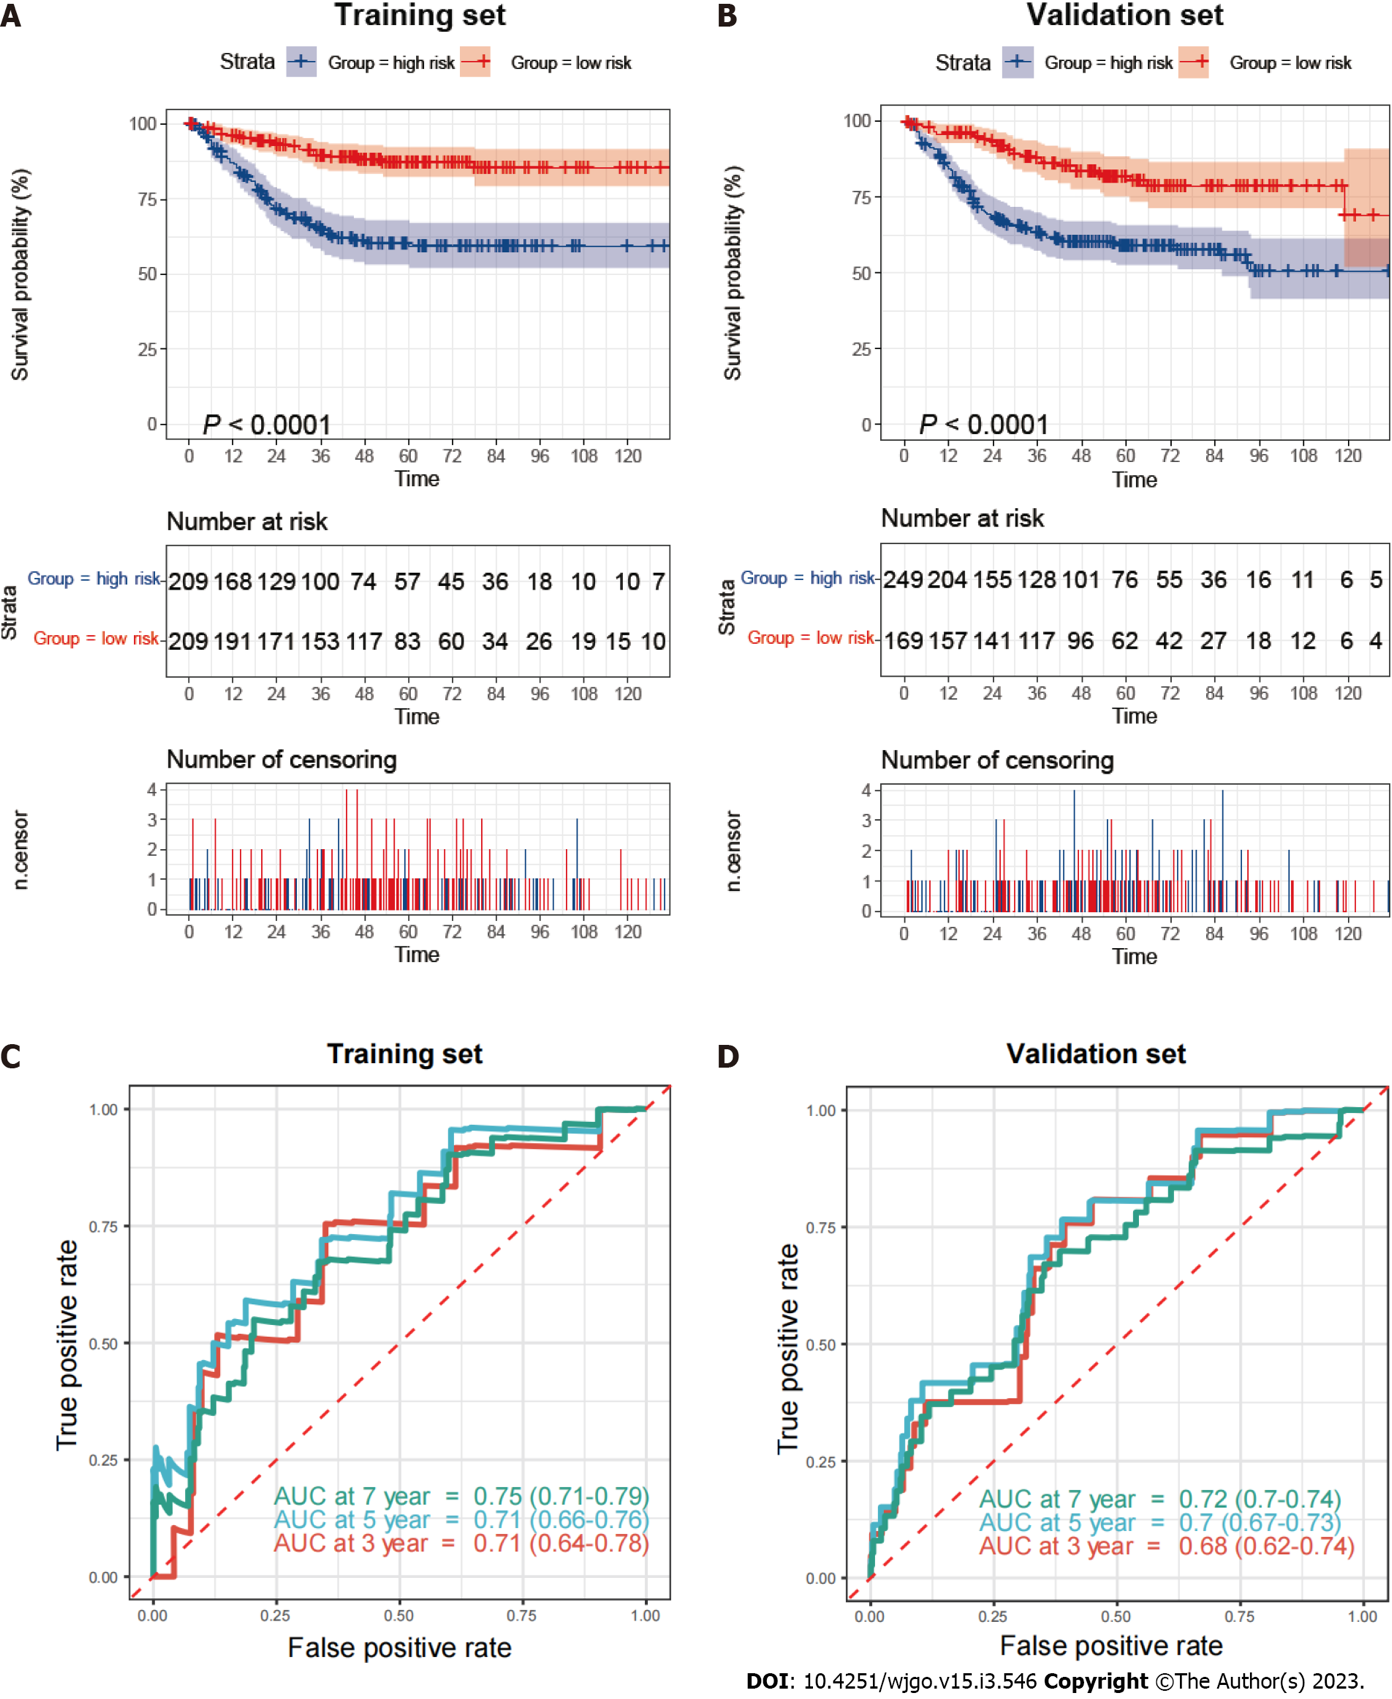 A
Training set
Strata Group = high risk Group = low risk
Survival probability (%)
100
75
50
25
0
P < 0.0001
0 12 24 36 48 60 72 84 96 108 120
Time
Number at risk
Strata
Group = high risk 209 168 129 100 74 57 45 36 18 10 10 7
Group = low risk 209 191 171 153 117 83 60 34 26 19 15 10
0 12 24 36 48 60 72 84 96 108 120
Time
Number of censoring
n.censor
4
3
2
1
0
0 12 24 36 48 60 72 84 96 108 120
Time
B
Validation set
Strata Group = high risk Group = low risk
Survival probability (%)
100
75
50
25
0
P < 0.0001
0 12 24 36 48 60 72 84 96 108 120
Time
Number at risk
Strata
Group = high risk 249 204 155 128 101 76 55 36 16 11 6 5
Group = low risk 169 157 141 117 96 62 42 27 18 12 6 4
0 12 24 36 48 60 72 84 96 108 120
Time
Number of censoring
n.censor
4
3
2
1
0
0 12 24 36 48 60 72 84 96 108 120
Time
C
Training set
True positive rate
1.00
0.75
0.50
0.25
0.00
AUC at 7 year = 0.75 (0.71-0.79)
AUC at 5 year = 0.71 (0.66-0.76)
AUC at 3 year = 0.71 (0.64-0.78)
0.00 0.25 0.50 0.75 1.00
False positive rate
D
Validation set
True positive rate
1.00
0.75
0.50
0.25
0.00
AUC at 7 year = 0.72 (0.7-0.74)
AUC at 5 year = 0.7 (0.67-0.73)
AUC at 3 year = 0.68 (0.62-0.74)
0.00 0.25 0.50 0.75 1.00
False positive rate
DOI: 10.4251/wjgo.v15.i3.546 Copyright ©The Author(s) 2023.